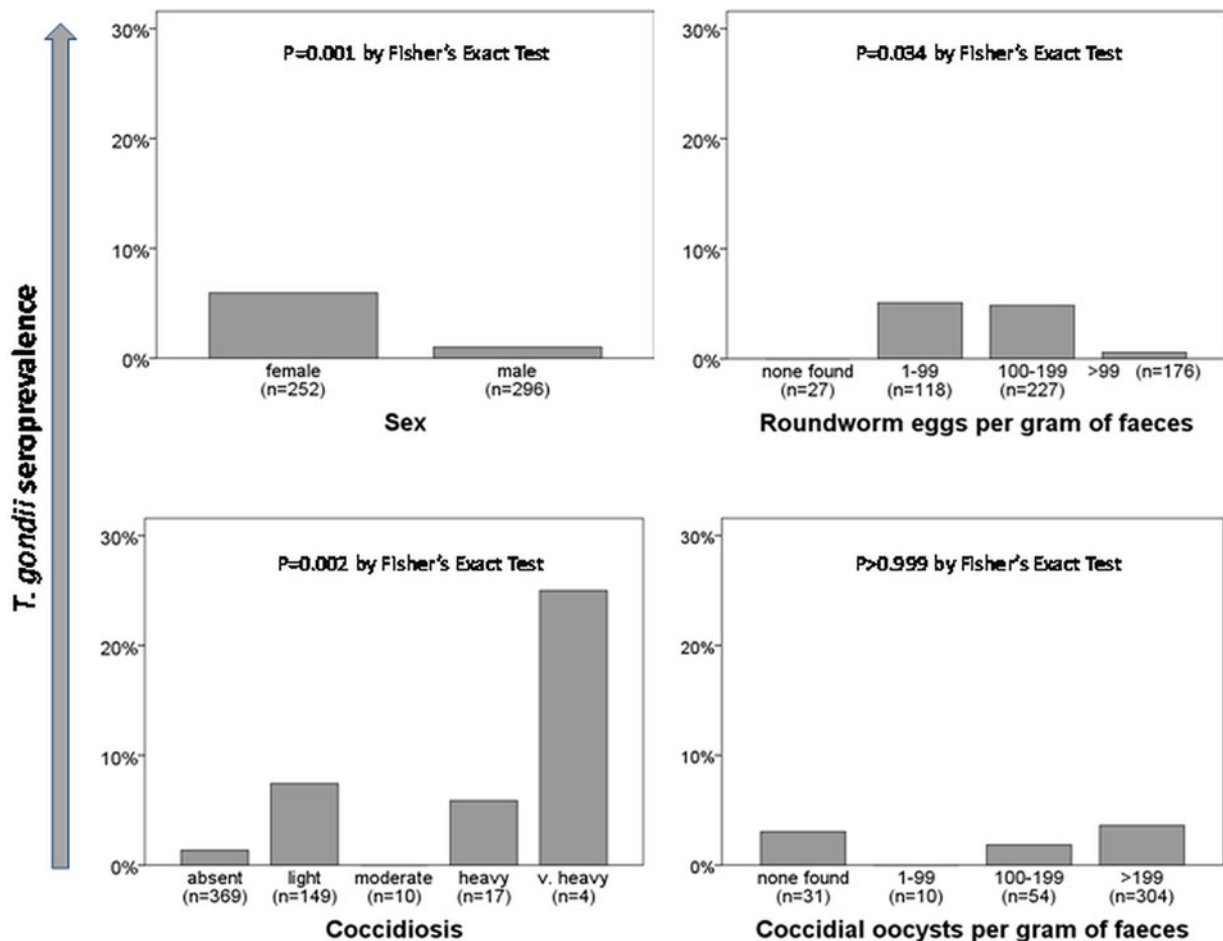 T. gondii seroprevalence
30%
20%
10%
0%
P=0.001 by Fisher's Exact Test
female
(n=252)
male
(n=296)
Sex
30%
20%
10%
0%
P=0.034 by Fisher's Exact Test
none found
(n=27)
1-99
(n=118)
100-199
(n=227)
>99 (n=176)
Roundworm eggs per gram of faeces
30%
20%
10%
0%
P=0.002 by Fisher's Exact Test
absent
(n=369)
light
(n=149)
moderate
(n=10)
heavy
(n=17)
v. heavy
(n=4)
Coccidiosis
30%
20%
10%
0%
P>0.999 by Fisher's Exact Test
none found
(n=31)
1-99
(n=10)
100-199
(n=54)
>199
(n=304)
Coccidial oocysts per gram of faeces